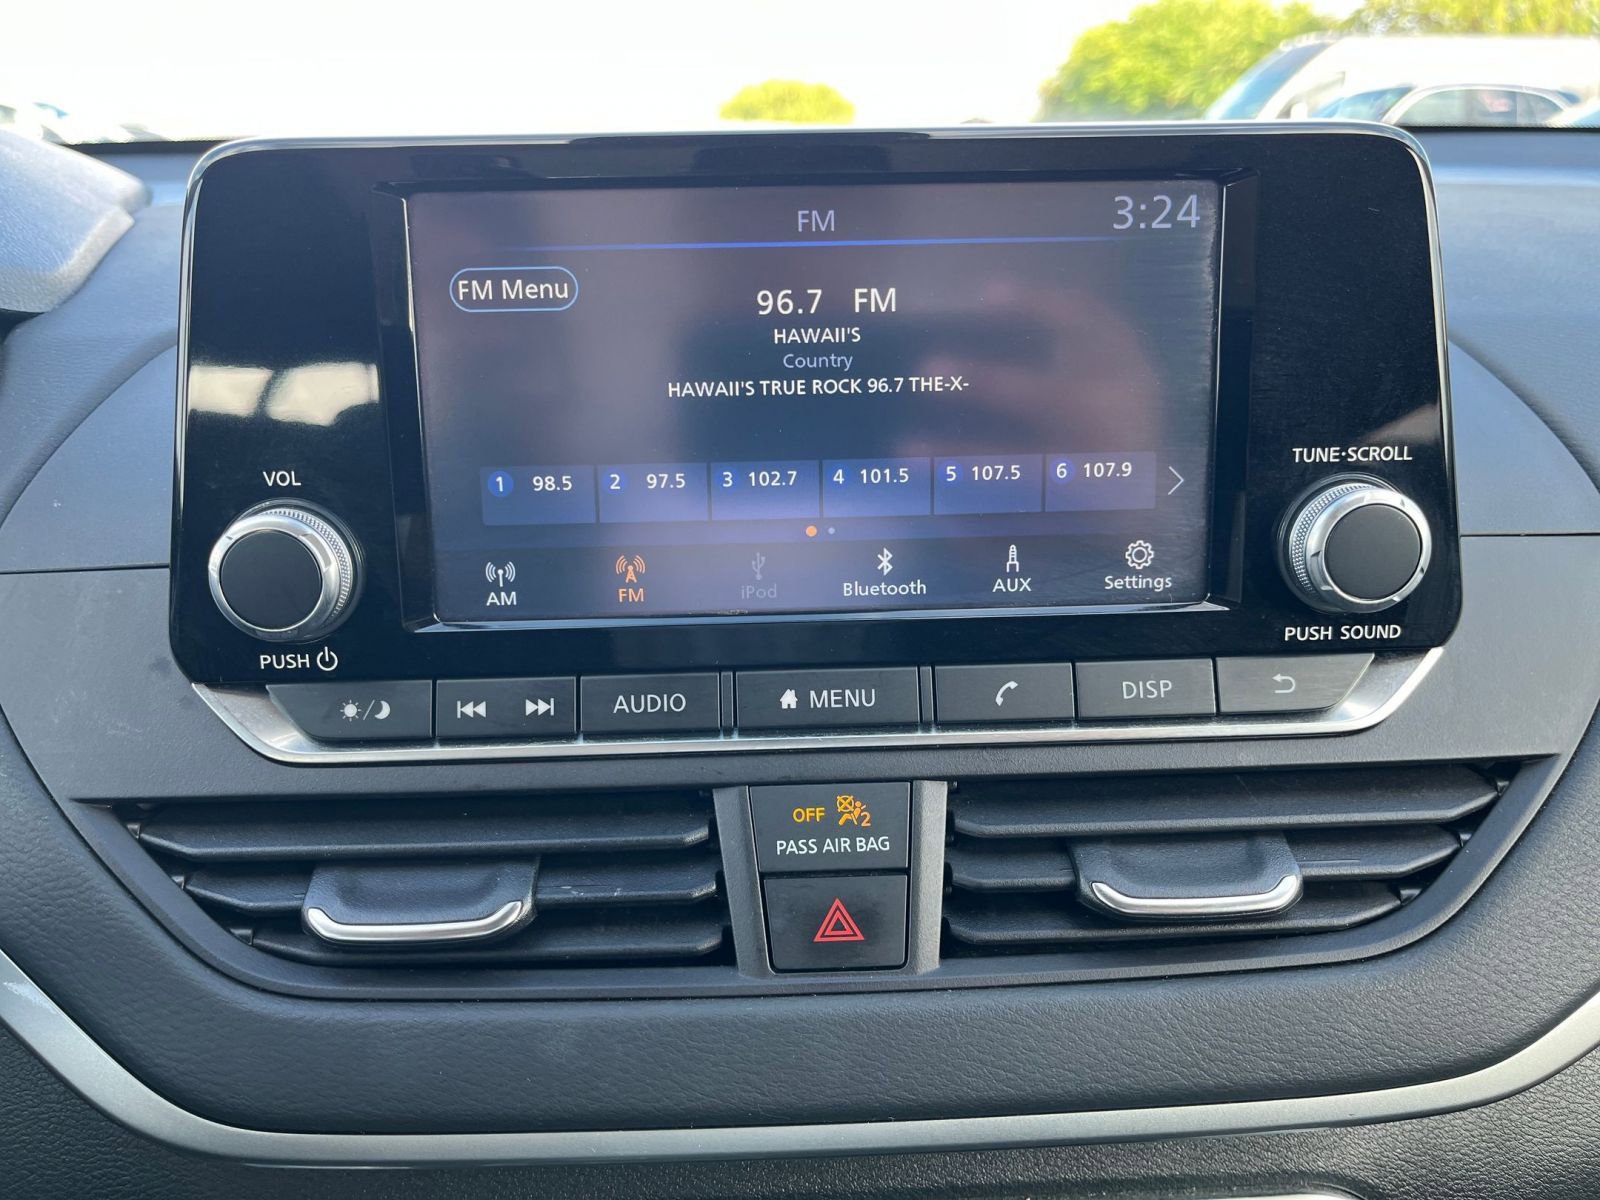 FM 3:24
FM Menu
96.7 FM
HAWAII'S
Country
HAWAII'S TRUE ROCK 96.7 THE-X-
1 98.5 2 97.5 3 102.7 4 101.5 5 107.5 6 107.9
AM FM iPod Bluetooth AUX Settings
VOL
PUSH
TUNE·SCROLL
PUSH SOUND
AUDIO MENU DISP
OFF 2
PASS AIR BAG